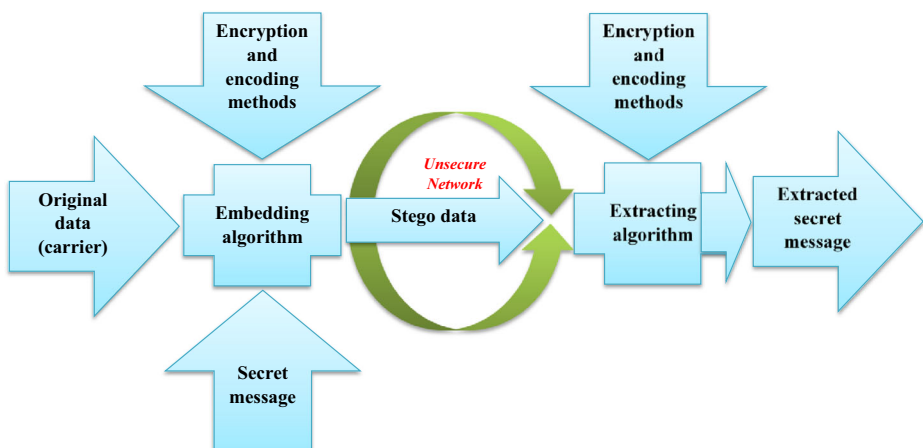 Encryption
and
encoding
methods
Encryption
and
encoding
methods
Original
data
(carrier)
Embedding
algorithm
Unsecure
Network
Stego data
Extracting
algorithm
Extracted
secret
message
Secret
message